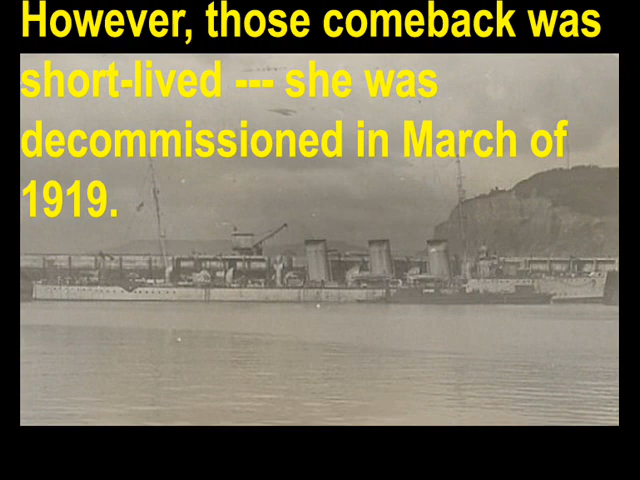 However, those comeback was
short-lived --- she was
decommissioned in March of
1919.